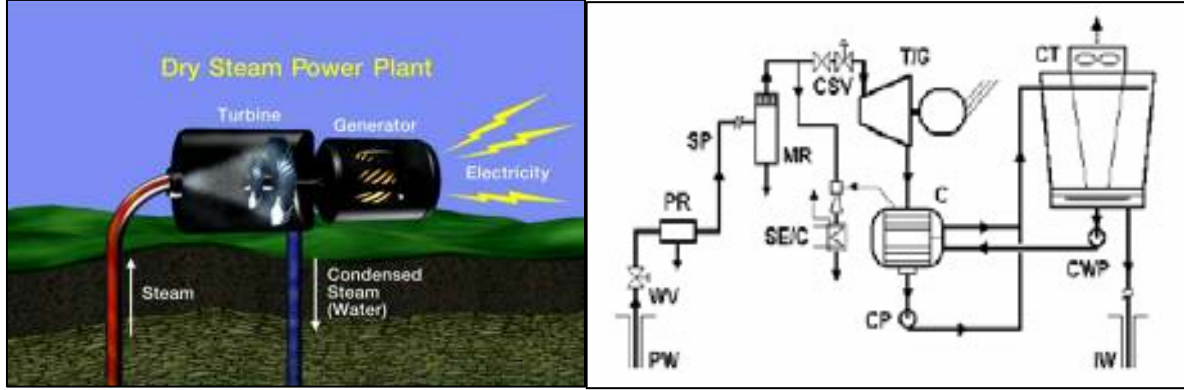 Dry Steam Power Plant
Turbine
Generator
Electricity
Steam
Condensed
Steam
(Water)
T/G
CT
CSV
SP
MR
PR
C
SE/C
WV
CWP
CP
PW
IW